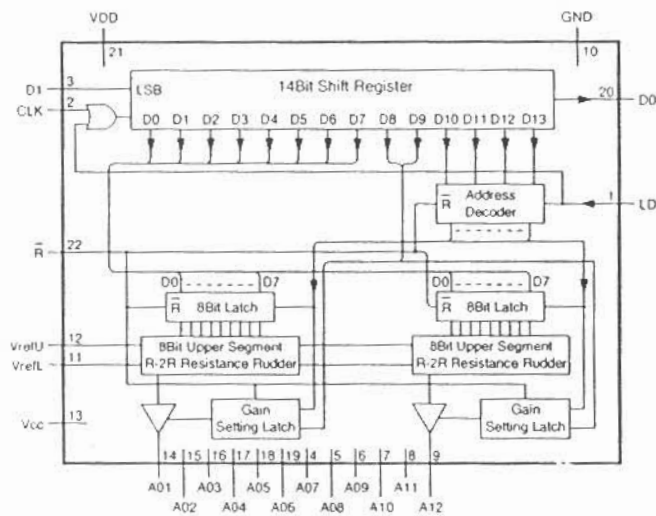 VDD
GND
21
10
D1
3
LSB
14Bit Shift Register
20
D0
CLK
2
D0 D1 D2 D3 D4 D5 D6 D7 D8 D9 D10 D11 D12 D13
R
Address
Decoder
1
LD
R
22
D0
D7
D0
D7
R
8Bit Latch
R
8Bit Latch
VrefU
12
8Bit Upper Segment
R-2R Resistance Rudder
8Bit Upper Segment
R-2R Resistance Rudder
VrefL
11
Vcc
13
Gain
Setting Latch
Gain
Setting Latch
14 15 16 17 18 19 4 5 6 7 8 9
A01 A03 A05 A07 A09 A11 A12
A02 A04 A06 A08 A10